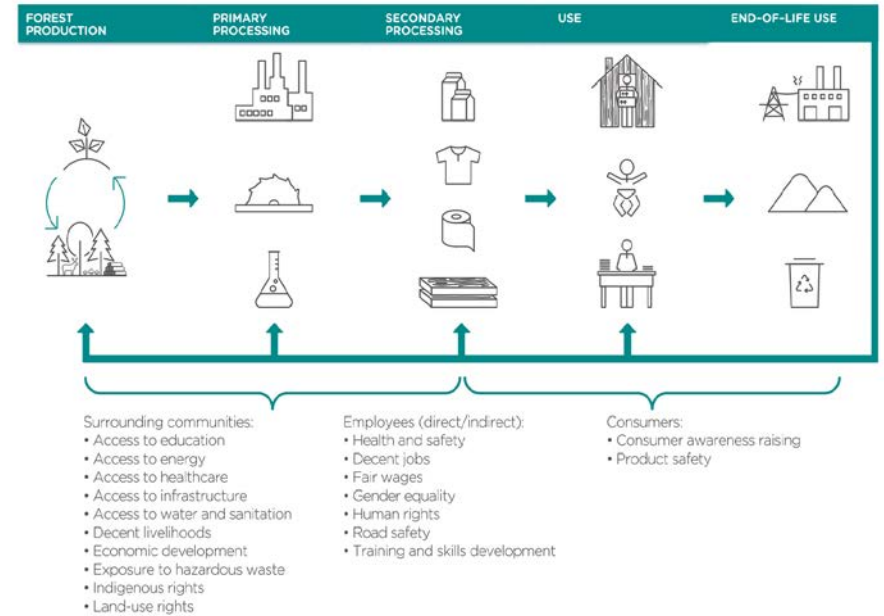 FOREST
PRODUCTION
PRIMARY
PROCESSING
SECONDARY
PROCESSING
USE
END-OF-LIFE USE
Surrounding communities:
• Access to education
• Access to energy
• Access to healthcare
• Access to infrastructure
• Access to water and sanitation
• Decent livelihoods
• Economic development
• Exposure to hazardous waste
• Indigenous rights
• Land-use rights
Employees (direct/indirect):
• Health and safety
• Decent jobs
• Fair wages
• Gender equality
• Human rights
• Road safety
• Training and skills development
Consumers:
• Consumer awareness raising
• Product safety